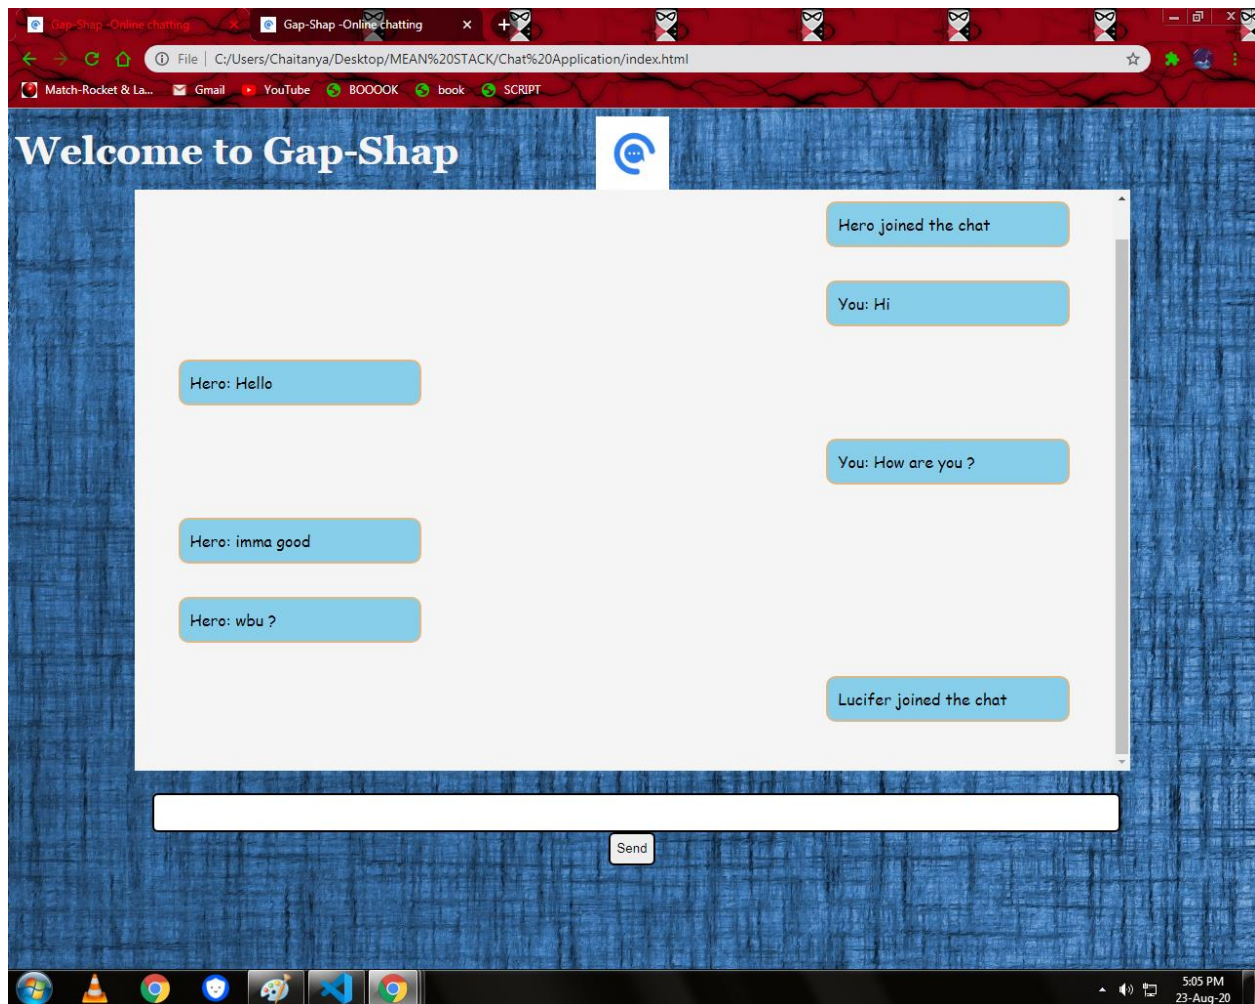 Gap-Shap -Online chatting
Gap-Shap -Online chatting
File | C:/Users/Chaitanya/Desktop/MEAN%20STACK/Chat%20Application/index.html
Match-Rocket & La...
Gmail
YouTube
BOOOOK
book
SCRIPT
Welcome to Gap-Shap
Hero joined the chat
You: Hi
Hero: Hello
You: How are you ?
Hero: imma good
Hero: wbu ?
Lucifer joined the chat
Send
5:05 PM
23-Aug-20